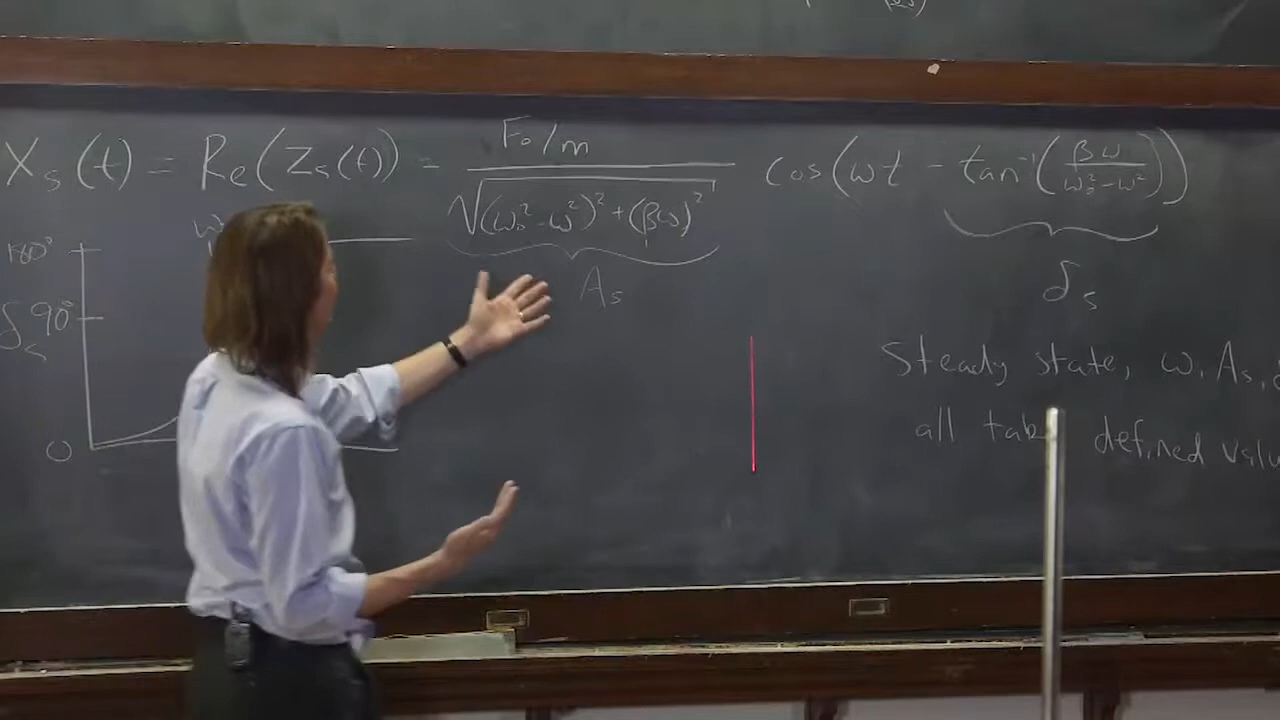 Xs(t) = Re(Zs(t)) = F0/m / √((ω0²-ω²)²+(βω)²) cos(ωt - tan⁻¹(βω / ω0²-ω²))
As
δs
180°
δs 90°
0
Steady state, ω, As,
all take defined valu